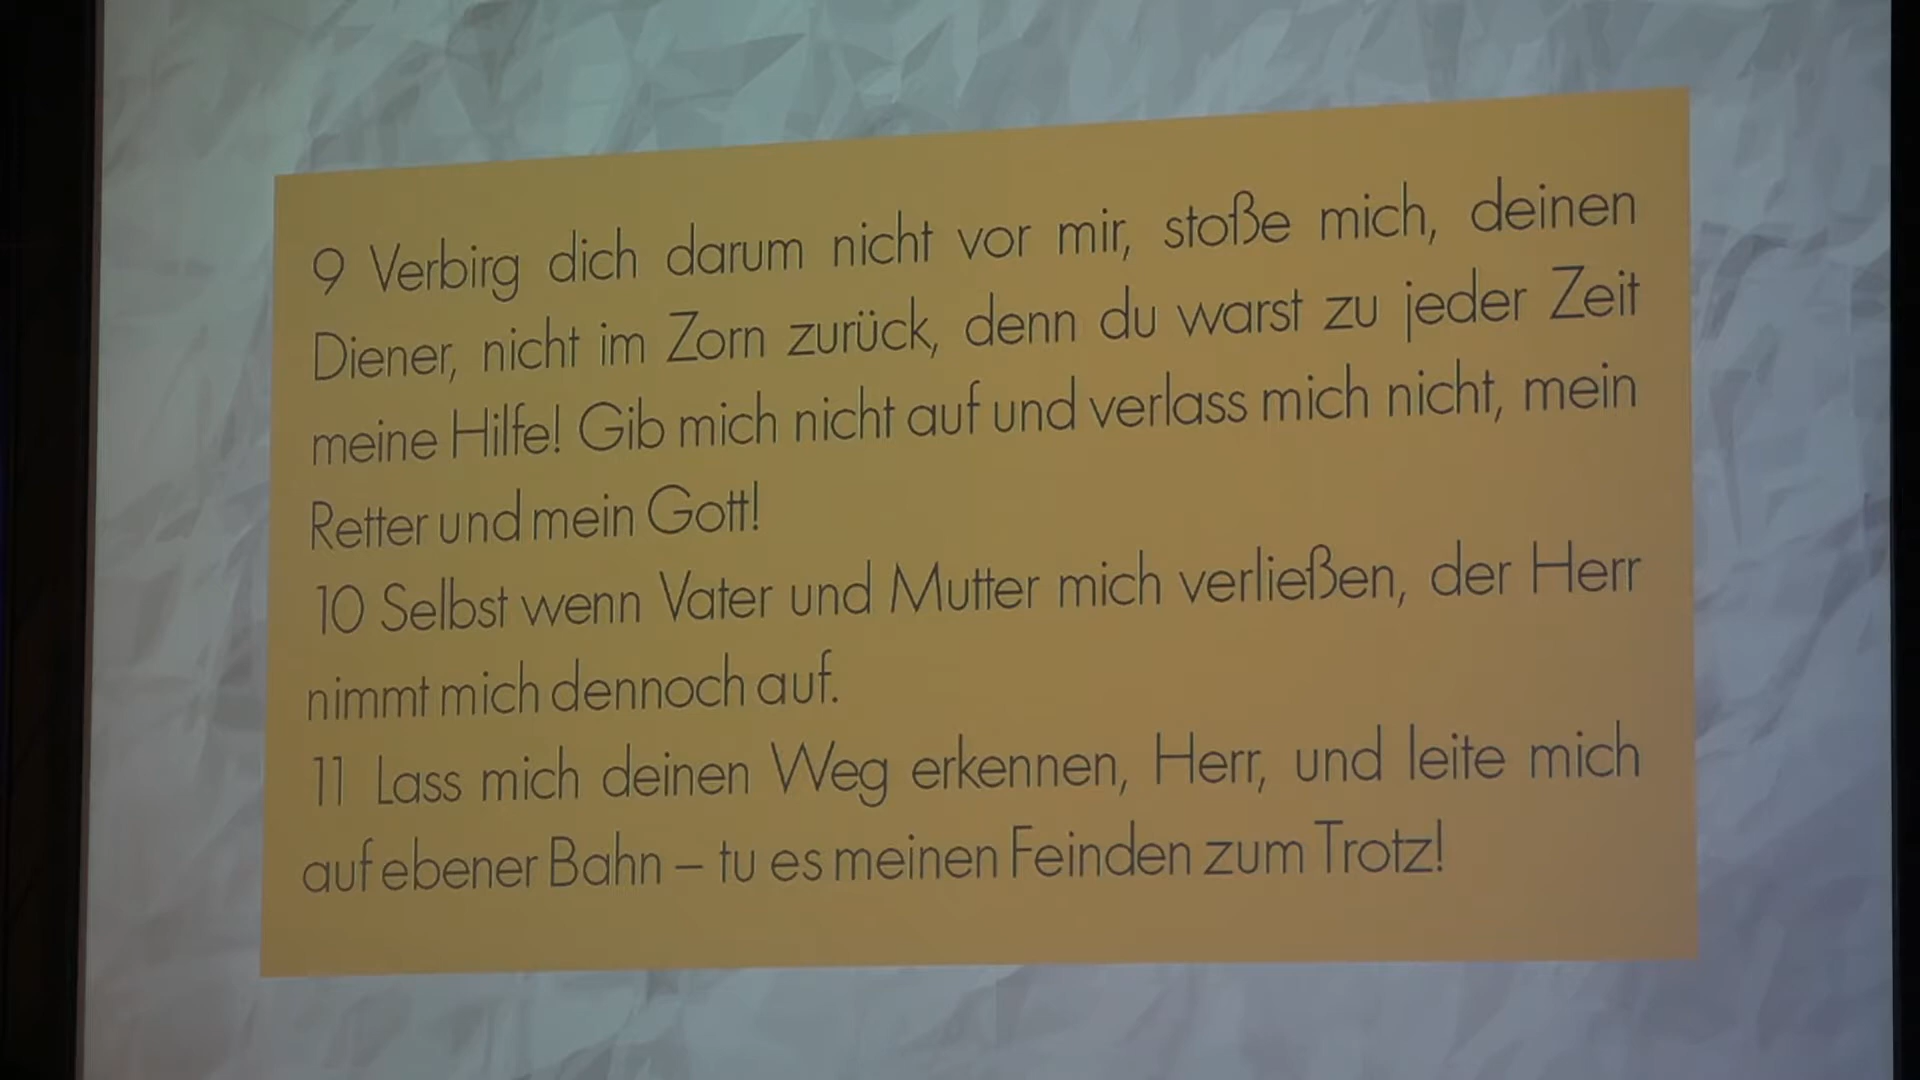 9 Verbirg dich darum nicht vor mir, stoße mich, deinen
Diener, nicht im Zorn zurück, denn du warst zu jeder Zeit
meine Hilfe! Gib mich nicht auf und verlass mich nicht, mein
Retter und mein Gott!
10 Selbst wenn Vater und Mutter mich verließen, der Herr
nimmt mich dennoch auf.
11 Lass mich deinen Weg erkennen, Herr, und leite mich
auf ebener Bahn – tu es meinen Feinden zum Trotz!